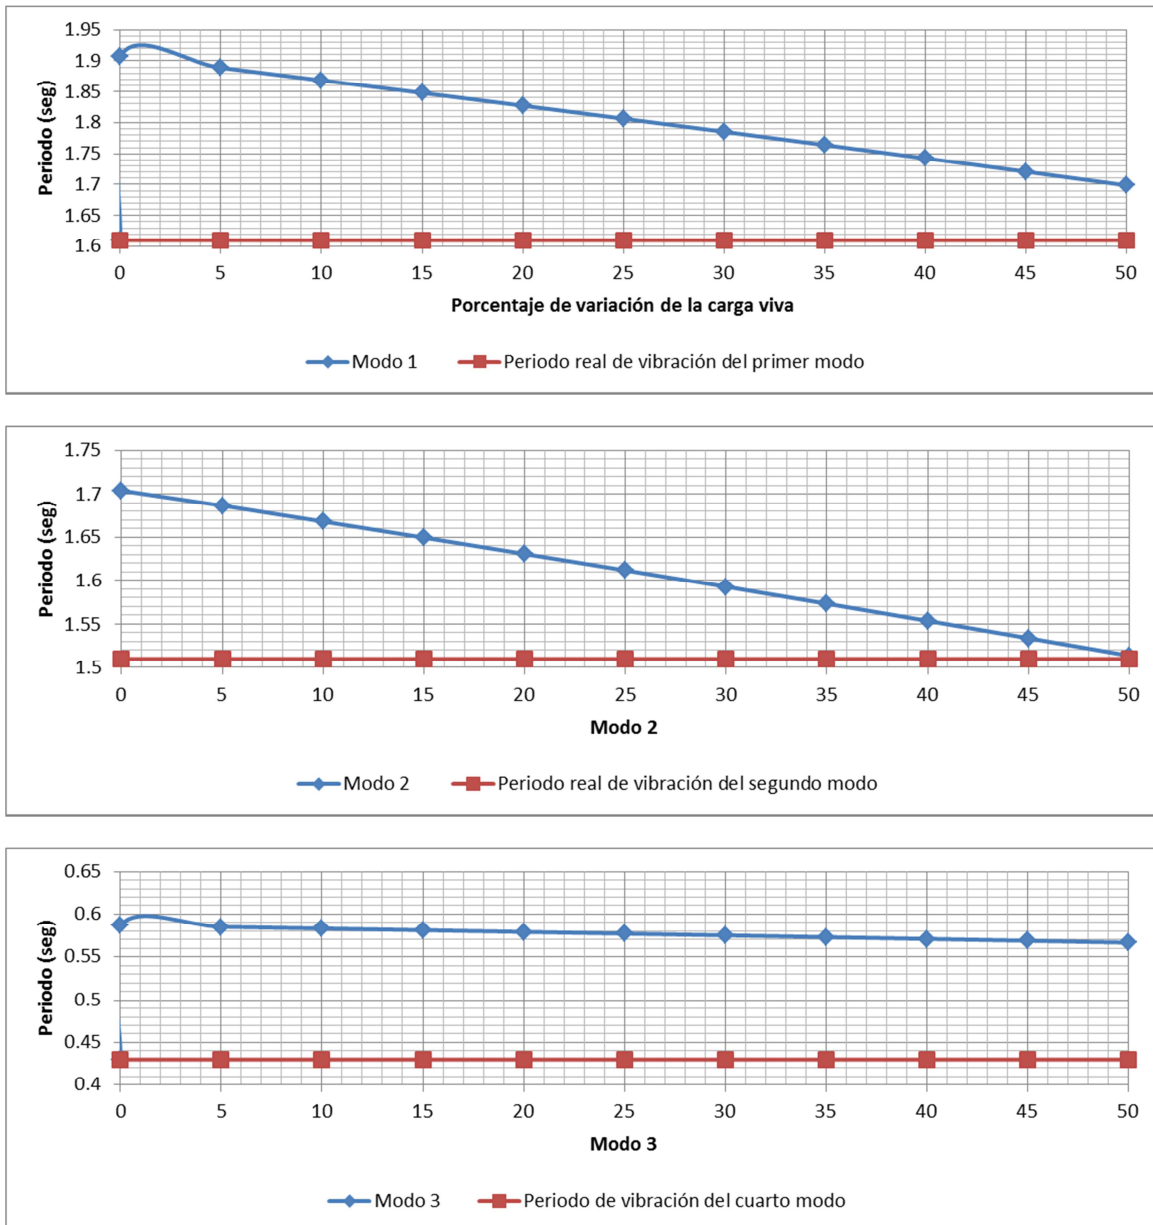 1.95
1.9
1.85
1.8
1.75
1.7
1.65
1.6
Periodo (seg)
0 5 10 15 20 25 30 35 40 45 50
Porcentaje de variación de la carga viva
Modo 1 Periodo real de vibración del primer modo
1.75
1.7
1.65
1.6
1.55
1.5
Periodo (seg)
0 5 10 15 20 25 30 35 40 45 50
Modo 2
Modo 2 Periodo real de vibración del segundo modo
0.65
0.6
0.55
0.5
0.45
0.4
Periodo (seg)
0 5 10 15 20 25 30 35 40 45 50
Modo 3
Modo 3 Periodo de vibración del cuarto modo